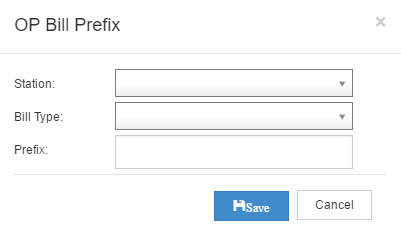 OP Bill Prefix
×
Station:
Bill Type:
Prefix:
Save
Cancel